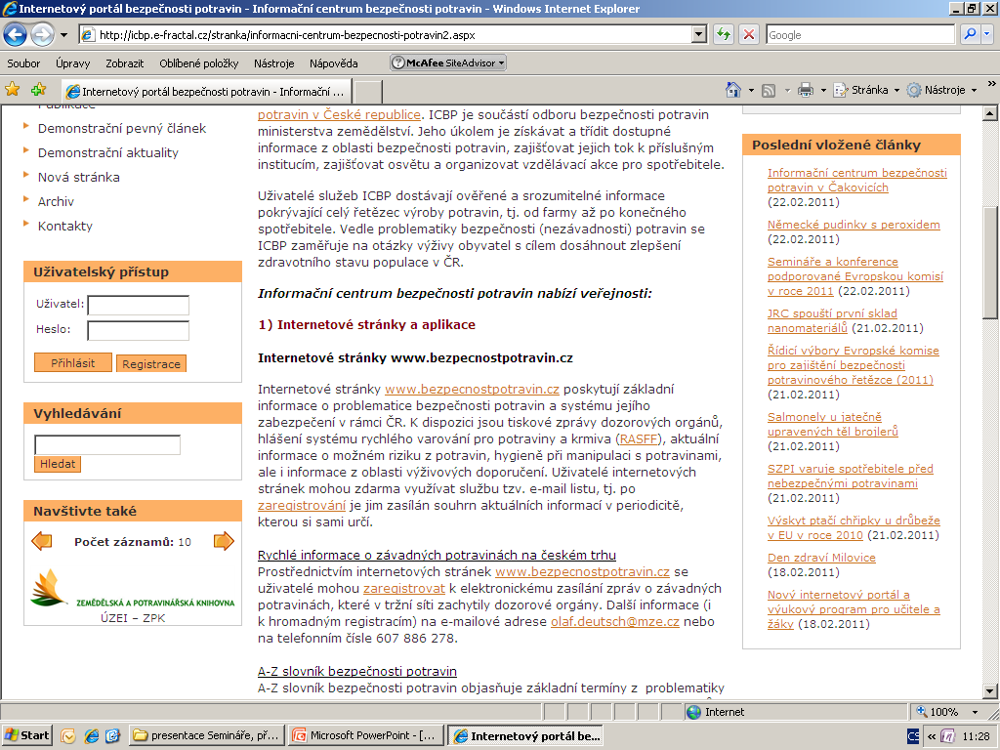 Internetový portál bezpečnosti potravin - Informační centrum bezpečnosti potravin - Windows Internet Explorer
http://icbp.e-fractal.cz/stranka/informacni-centrum-bezpecnosti-potravin2.aspx
Google
Soubor Úpravy Zobrazit Oblíbené položky Nástroje Nápověda
McAfee SiteAdvisor
Internetový portál bezpečnosti potravin - Informační ...
Stránka Nástroje »
Publikace
Demonstrační pevný článek
Demonstrační aktuality
Nová stránka
Archiv
Kontakty
Uživatelský přístup
Uživatel:
Heslo:
Přihlásit Registrace
Vyhledávání
Hledat
Navštivte také
Počet záznamů: 10
ZEMĚDĚLSKÁ A POTRAVINÁŘSKÁ KNIHOVNA
ÚZEI – ZPK
potravin v České republice. ICBP je součástí odboru bezpečnosti potravin
ministerstva zemědělství. Jeho úkolem je získávat a třídit dostupné
informace z oblasti bezpečnosti potravin, zajišťovat jejich tok k příslušným
institucím, zajišťovat osvětu a organizovat vzdělávací akce pro spotřebitele.
Uživatelé služeb ICBP dostávají ověřené a srozumitelné informace
pokrývající celý řetězec výroby potravin, tj. od farmy až po konečného
spotřebitele. Vedle problematiky bezpečnosti (nezávadnosti) potravin se
ICBP zaměřuje na otázky výživy obyvatel s cílem dosáhnout zlepšení
zdravotního stavu populace v ČR.
Informační centrum bezpečnosti potravin nabízí veřejnosti:
1) Internetové stránky a aplikace
Internetové stránky www.bezpecnostpotravin.cz
Internetové stránky www.bezpecnostpotravin.cz poskytují základní
informace o problematice bezpečnosti potravin a systému jejího
zabezpečení v rámci ČR. K dispozici jsou tiskové zprávy dozorových orgánů,
hlášení systému rychlého varování pro potraviny a krmiva (RASFF), aktuální
informace o možném riziku z potravin, hygieně při manipulaci s potravinami,
ale i informace z oblasti výživových doporučení. Uživatelé internetových
stránek mohou zdarma využívat službu tzv. e-mail listu, tj. po
zaregistrování je jim zasílán souhrn aktuálních informací v periodicitě,
kterou si sami určí.
Rychlé informace o závadných potravinách na českém trhu
Prostřednictvím internetových stránek www.bezpecnostpotravin.cz se
uživatelé mohou zaregistrovat k elektronickému zasílání zpráv o závadných
potravinách, které v tržní síti zachytily dozorové orgány. Další informace (i
k hromadným registracím) na e-mailové adrese olaf.deutsch@mze.cz nebo
na telefonním čísle 607 886 278.
A-Z slovník bezpečnosti potravin
A-Z slovník bezpečnosti potravin objasňuje základní termíny z problematiky
Poslední vložené články
Informační centrum bezpečnosti
potravin v Čakovicích
(22.02.2011)
Německé pudinky s peroxidem
(22.02.2011)
Semináře a konference
podporované Evropskou komisí
v roce 2011 (22.02.2011)
JRC spouští první sklad
nanomateriálů (21.02.2011)
Řídicí výbory Evropské komise
pro zajištění bezpečnosti
potravinového řetězce (2011)
(21.02.2011)
Salmonely u jatečně
upravených těl brojlerů
(21.02.2011)
SZPI varuje spotřebitele před
nebezpečnými potravinami
(21.02.2011)
Výskyt ptačí chřipky u drůbeže
v EU v roce 2010 (21.02.2011)
Den zdraví Milovice
(18.02.2011)
Nový internetový portál a
výukový program pro učitele a
žáky (18.02.2011)
Internet 100%
Start presentace Semináře, př... Microsoft PowerPoint - [... Internetový portál be... CS « 11:28